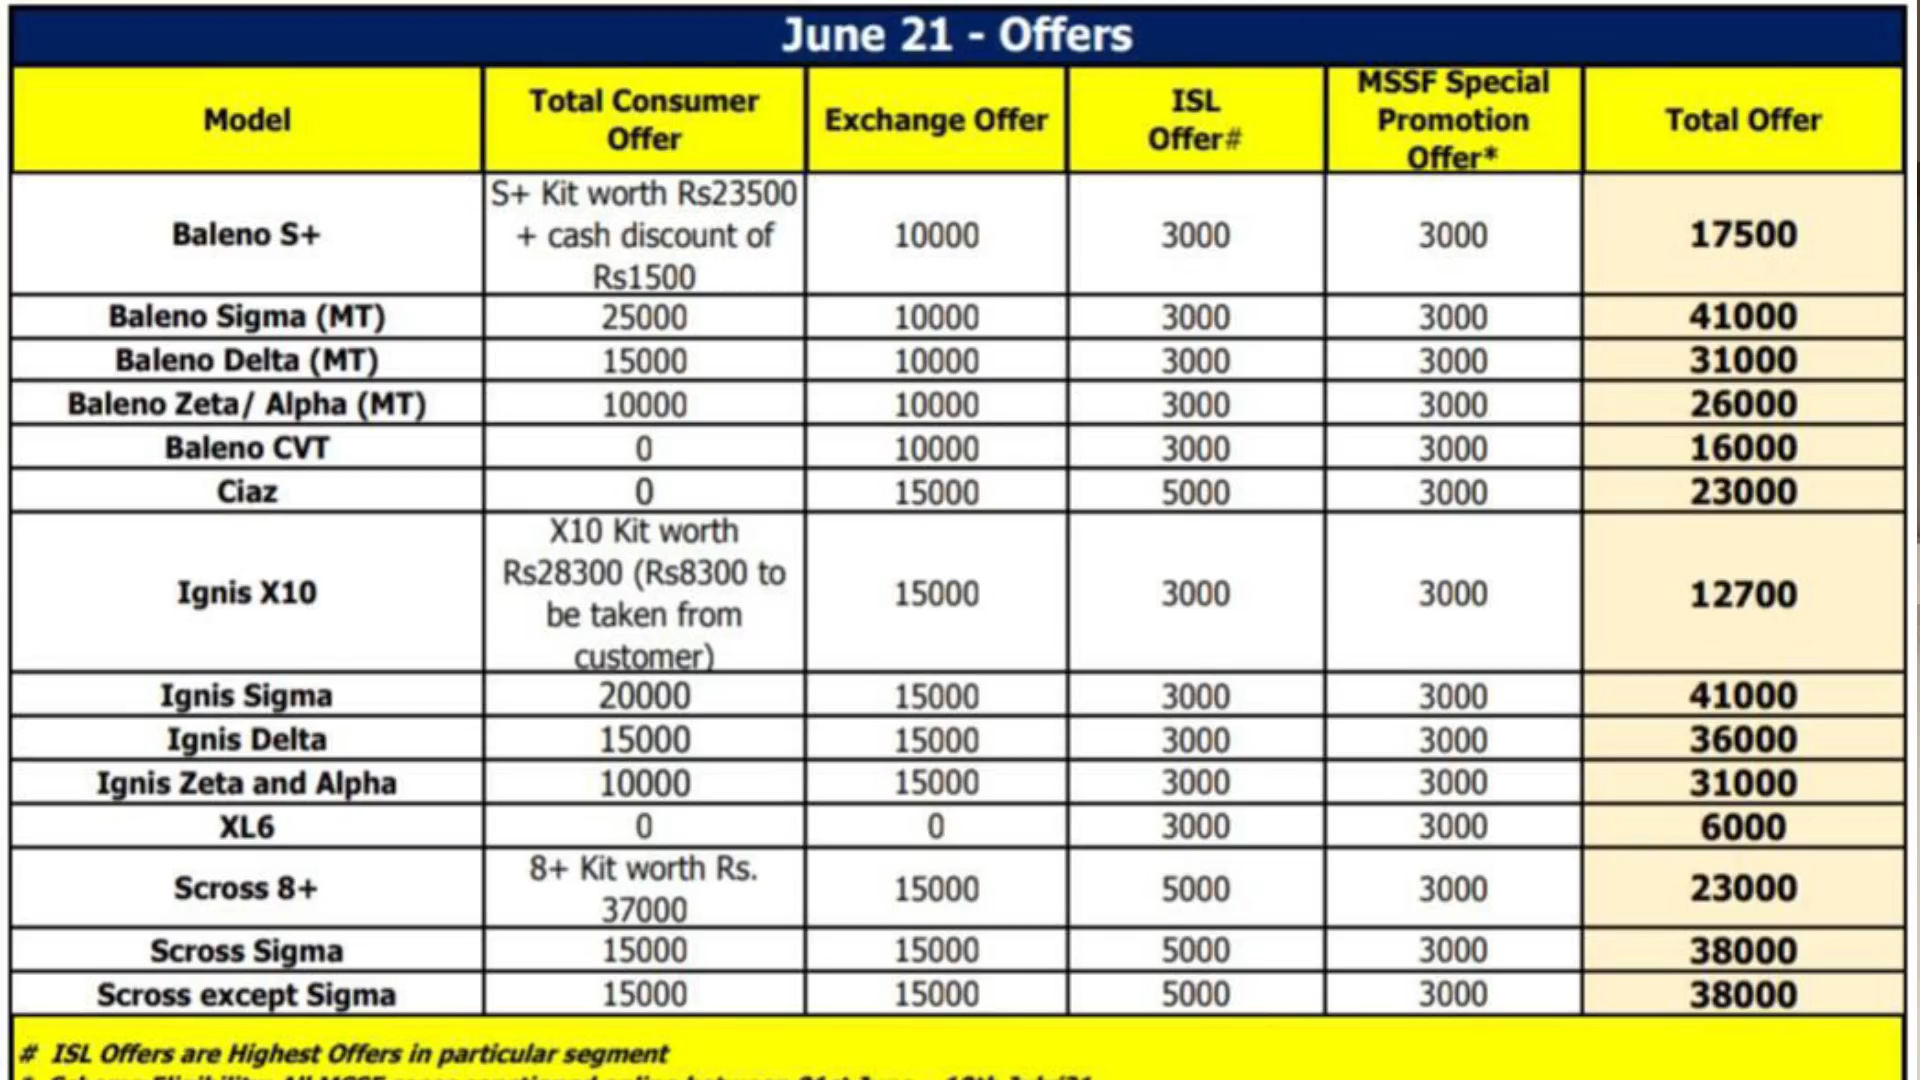 June 21 - Offers
Model
Total Consumer
Offer
Exchange Offer
ISL
Offer#
MSSF Special
Promotion
Offer*
Total Offer
Baleno S+
S+ Kit worth Rs23500
+ cash discount of
Rs1500
10000
3000
3000
17500
Baleno Sigma (MT) 25000 10000 3000 3000 41000
Baleno Delta (MT) 15000 10000 3000 3000 31000
Baleno Zeta/ Alpha (MT) 10000 10000 3000 3000 26000
Baleno CVT 0 10000 3000 3000 16000
Ciaz 0 15000 5000 3000 23000
Ignis X10
X10 Kit worth
Rs28300 (Rs8300 to
be taken from
customer)
15000
3000
3000
12700
Ignis Sigma 20000 15000 3000 3000 41000
Ignis Delta 15000 15000 3000 3000 36000
Ignis Zeta and Alpha 10000 15000 3000 3000 31000
XL6 0 0 3000 3000 6000
Scross 8+
8+ Kit worth Rs.
37000
15000
5000
3000
23000
Scross Sigma 15000 15000 5000 3000 38000
Scross except Sigma 15000 15000 5000 3000 38000
# ISL Offers are Highest Offers in particular segment